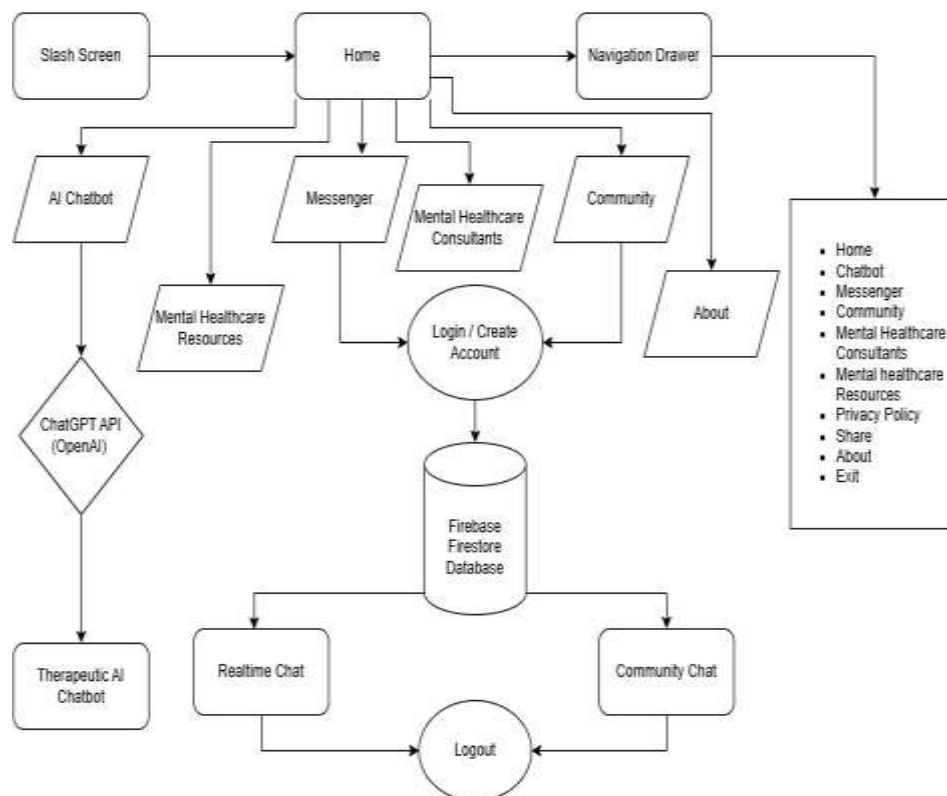 Slash Screen
Home
Navigation Drawer
AI Chatbot
Messenger
Mental Healthcare
Consultants
Community
Mental Healthcare
Resources
Login / Create
Account
About
▪ Home
▪ Chatbot
▪ Messenger
▪ Community
▪ Mental Healthcare
Consultants
▪ Mental healthcare
Resources
▪ Privacy Policy
▪ Share
▪ About
▪ Exit
ChatGPT API
(OpenAI)
Firebase
Firestore
Database
Therapeutic AI
Chatbot
Realtime Chat
Community Chat
Logout